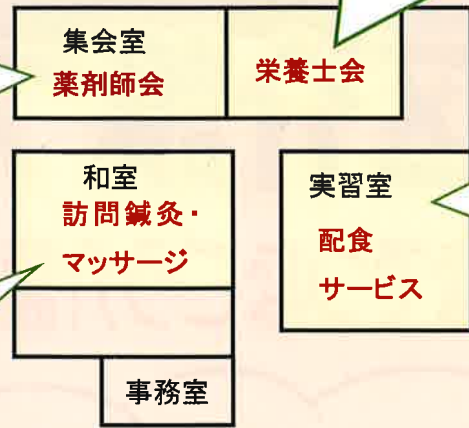 集会室
薬剤師会
栄養士会
和室
訪問鍼灸・
マッサージ
実習室
配食
サービス
事務室